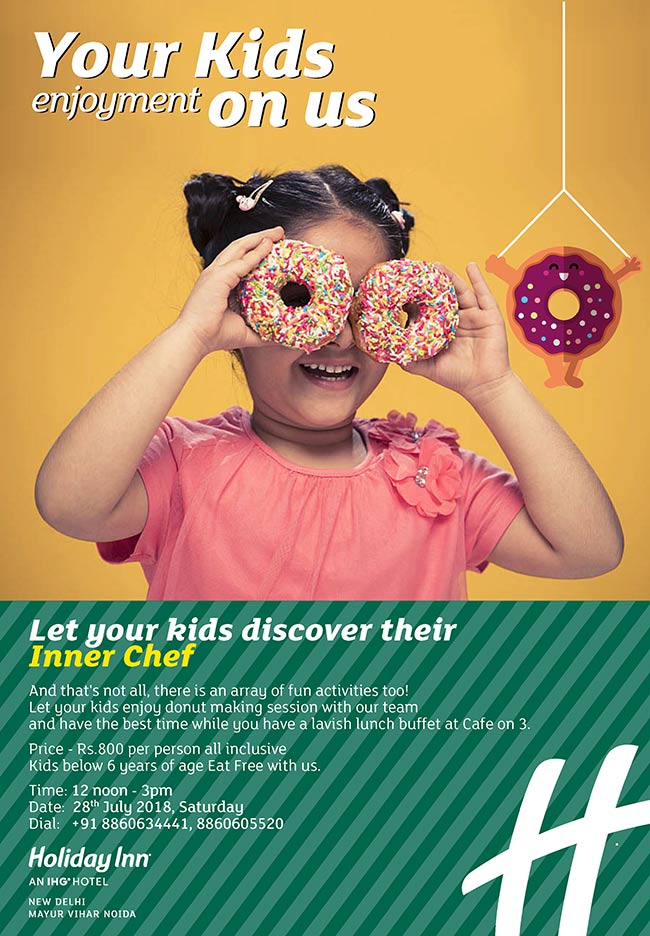 Your Kids
enjoyment on us
Let your kids discover their
Inner Chef
And that's not all, there is an array of fun activities too!
Let your kids enjoy donut making session with our team
and have the best time while you have a lavish lunch buffet at Cafe on 3.
Price - Rs.800 per person all inclusive
Kids below 6 years of age Eat Free with us.
Time: 12 noon - 3pm
Date: 28th July 2018, Saturday
Dial: +91 8860634441, 8860605520
Holiday Inn
AN IHG® HOTEL
NEW DELHI
MAYUR VIHAR NOIDA
H